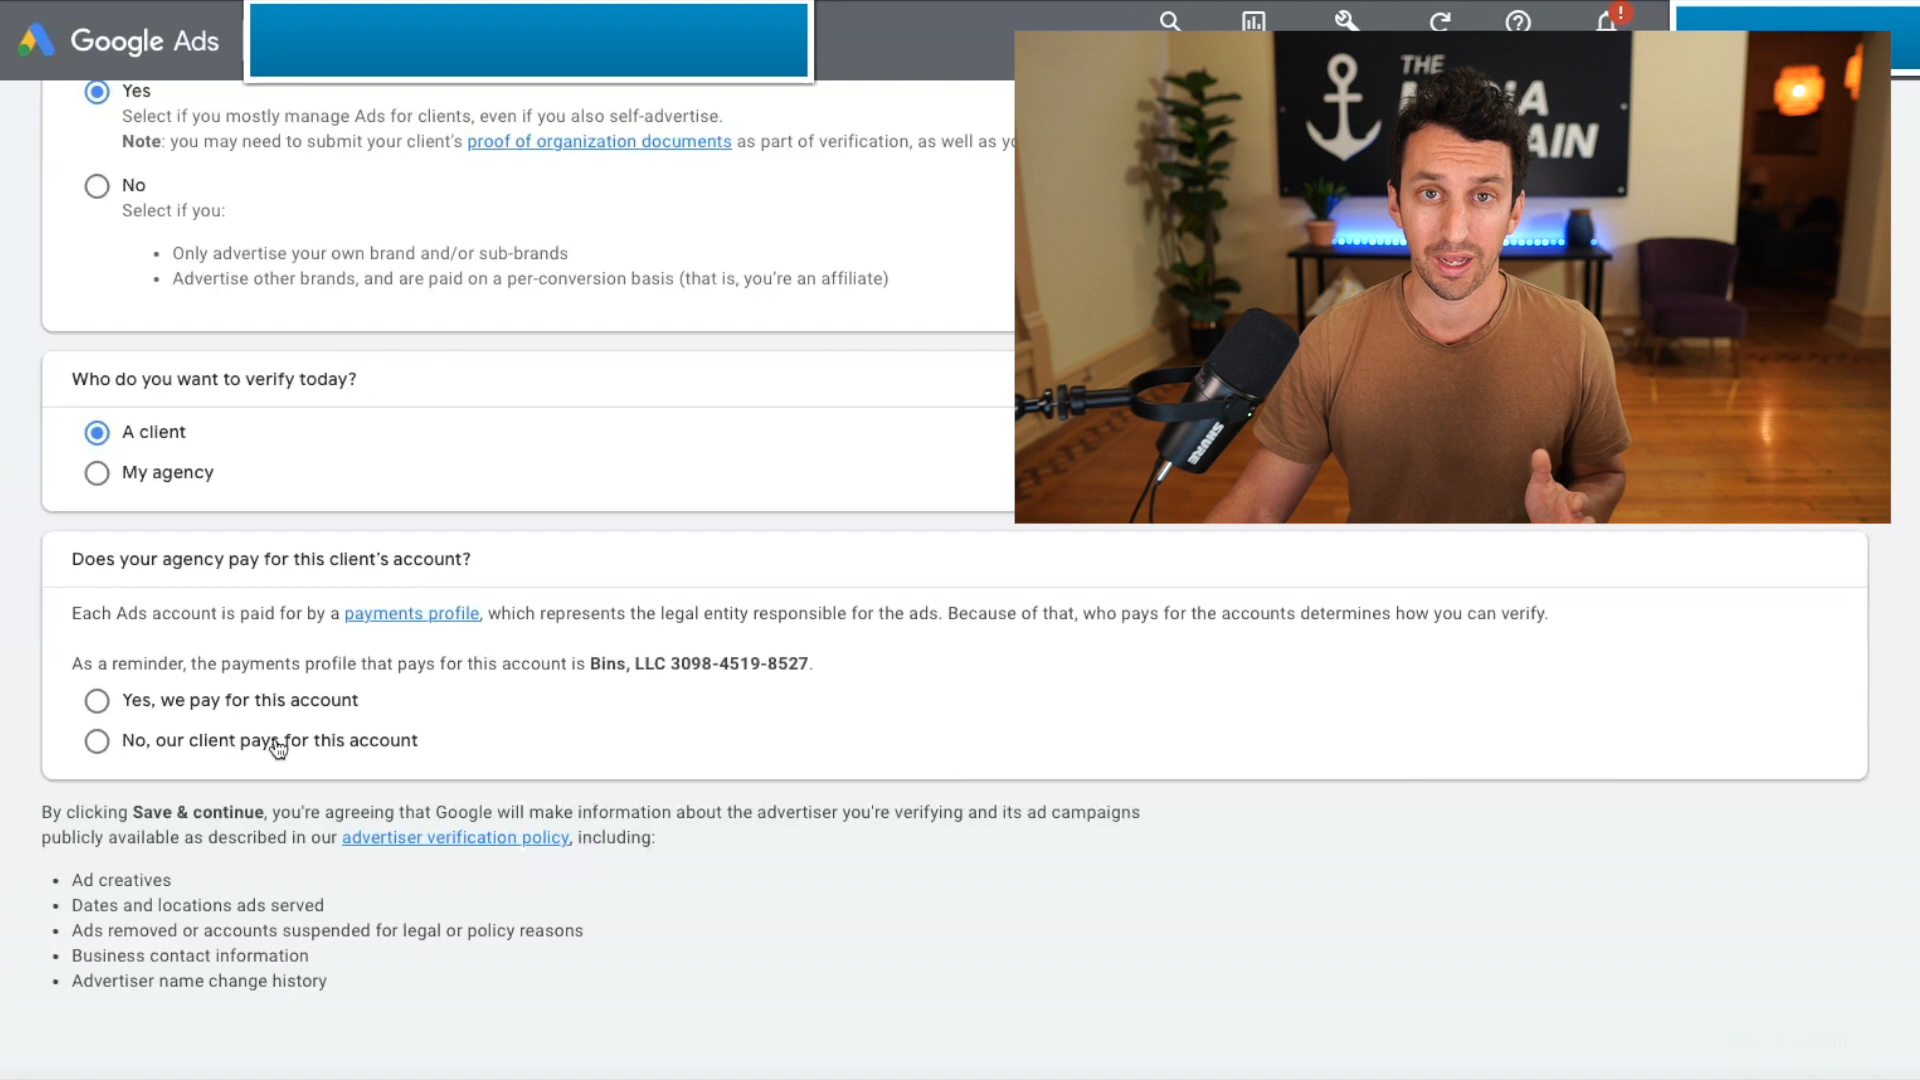 Google Ads
Yes
Select if you mostly manage Ads for clients, even if you also self-advertise.
Note: you may need to submit your client's proof of organization documents as part of verification, as well as
No
Select if you:
• Only advertise your own brand and/or sub-brands
• Advertise other brands, and are paid on a per-conversion basis (that is, you're an affiliate)
Who do you want to verify today?
A client
My agency
Does your agency pay for this client's account?
Each Ads account is paid for by a payments profile, which represents the legal entity responsible for the ads. Because of that, who pays for the accounts determines how you can verify.
As a reminder, the payments profile that pays for this account is Bins, LLC 3098-4519-8527.
Yes, we pay for this account
No, our client pays for this account
By clicking Save & continue, you're agreeing that Google will make information about the advertiser you're verifying and its ad campaigns
publicly available as described in our advertiser verification policy, including:
• Ad creatives
• Dates and locations ads served
• Ads removed or accounts suspended for legal or policy reasons
• Business contact information
• Advertiser name change history
THE
SHURE